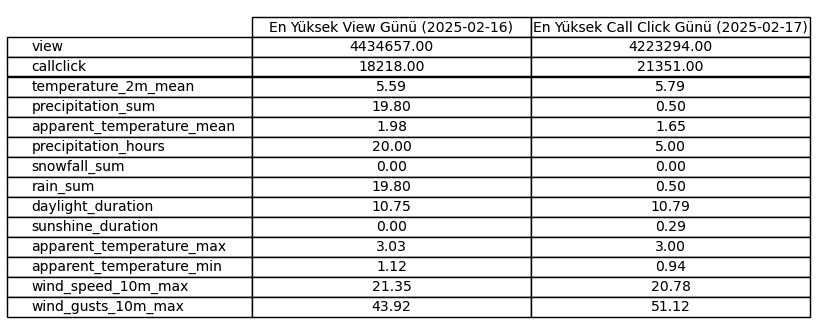 En Yüksek View Günü (2025-02-16) En Yüksek Call Click Günü (2025-02-17)
view 4434657.00 4223294.00
callclick 18218.00 21351.00
temperature_2m_mean 5.59 5.79
precipitation_sum 19.80 0.50
apparent_temperature_mean 1.98 1.65
precipitation_hours 20.00 5.00
snowfall_sum 0.00 0.00
rain_sum 19.80 0.50
daylight_duration 10.75 10.79
sunshine_duration 0.00 0.29
apparent_temperature_max 3.03 3.00
apparent_temperature_min 1.12 0.94
wind_speed_10m_max 21.35 20.78
wind_gusts_10m_max 43.92 51.12